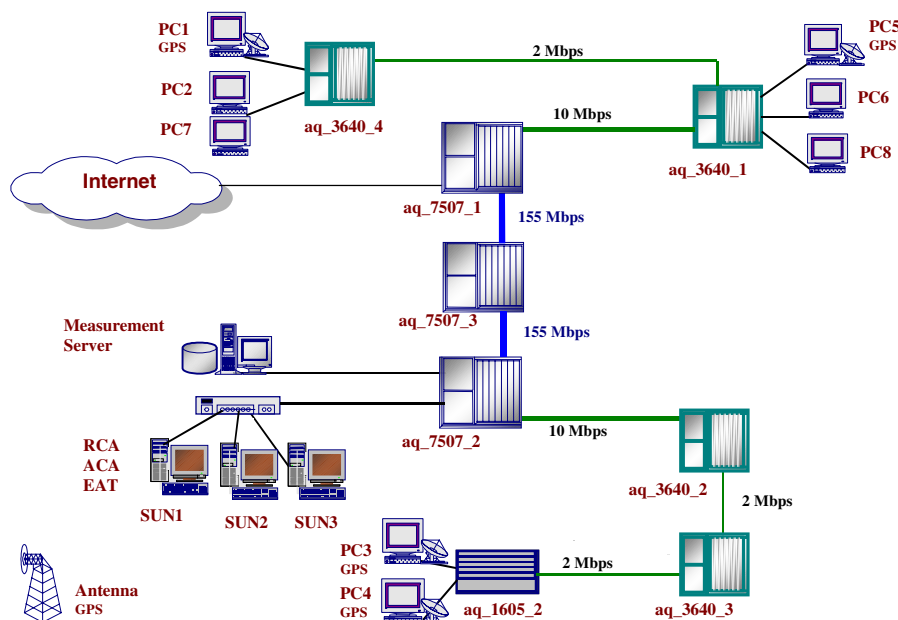 PC1
GPS
PC2
PC7
aq_3640_4
2 Mbps
PC5
GPS
PC6
PC8
aq_3640_1
10 Mbps
Internet
aq_7507_1
155 Mbps
aq_7507_3
155 Mbps
Measurement
Server
aq_7507_2
10 Mbps
RCA
ACA
EAT
SUN1
SUN2
SUN3
aq_3640_2
2 Mbps
PC3
GPS
PC4
GPS
aq_1605_2
2 Mbps
aq_3640_3
Antenna
GPS